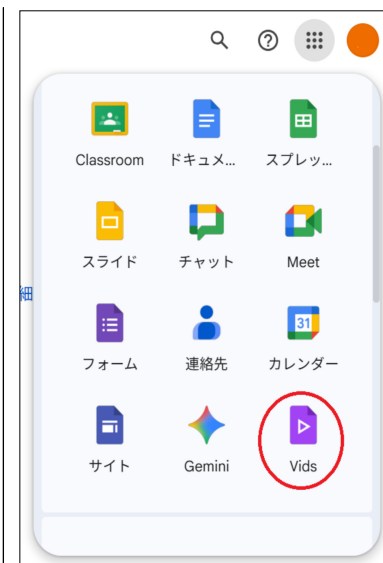 Classroom ドキュメ... スプレッ...
スライド チャット Meet
31
フォーム 連絡先 カレンダー
サイト Gemini Vids